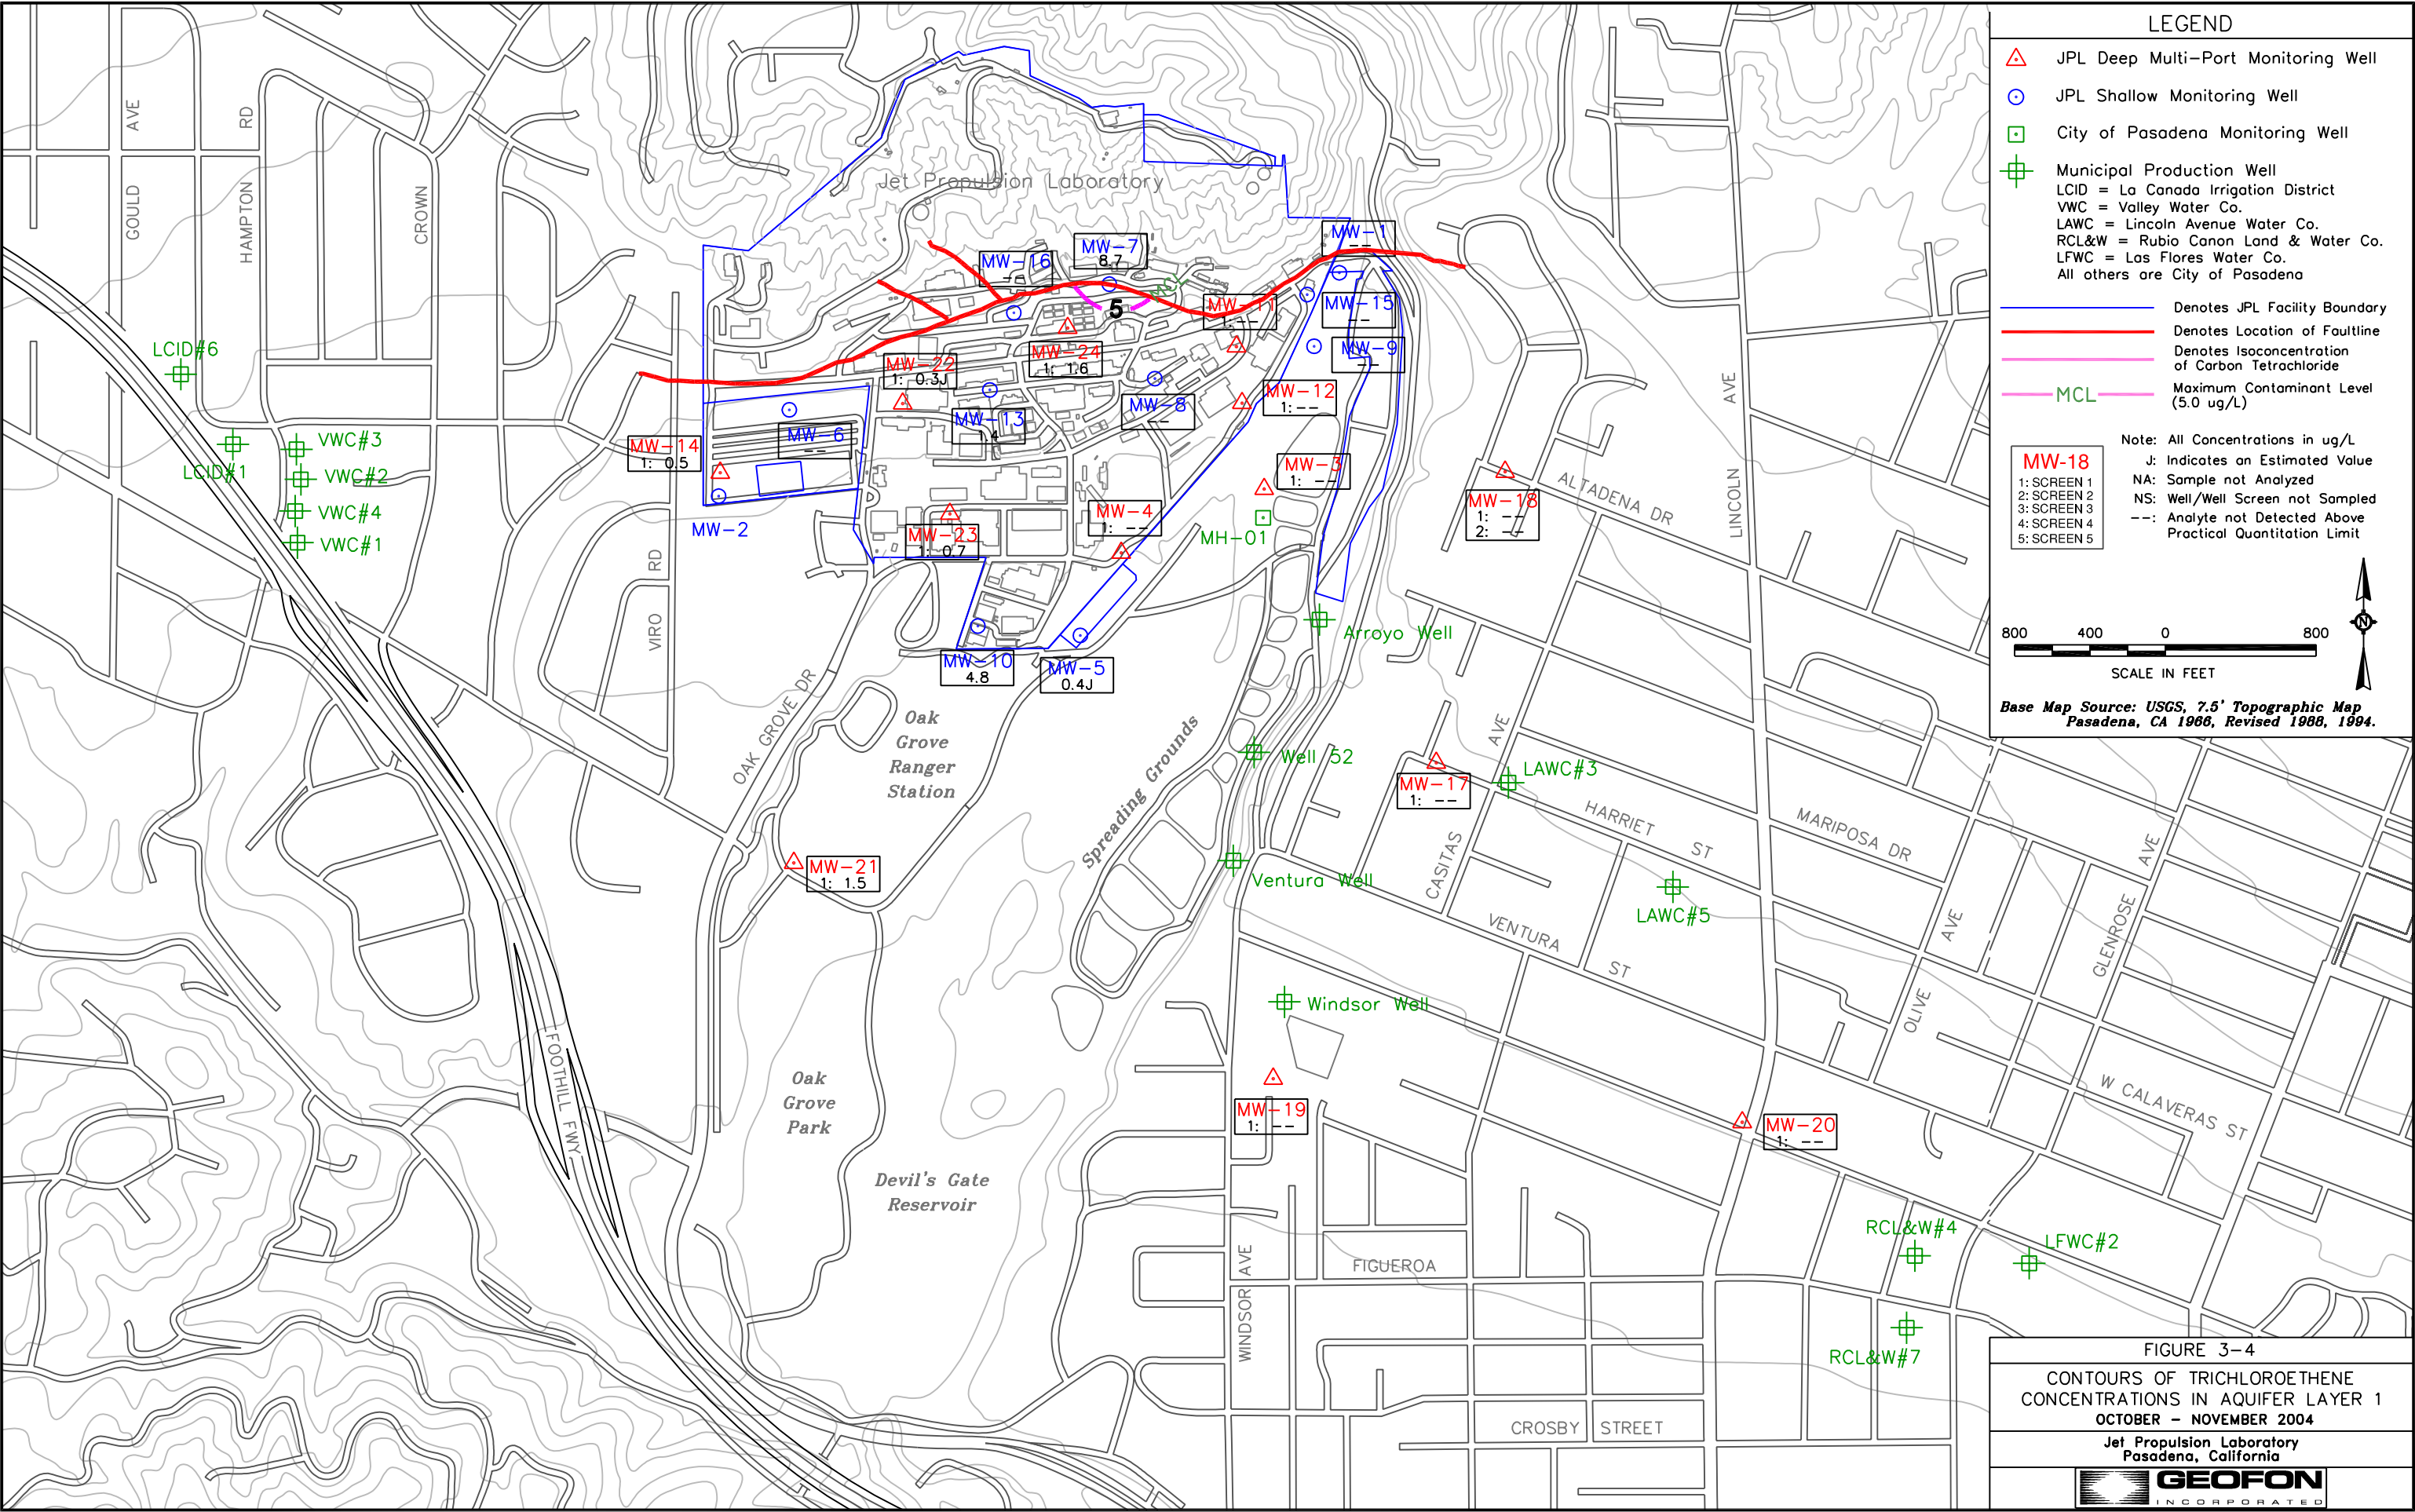 LEGEND
JPL Deep Multi-Port Monitoring Well
JPL Shallow Monitoring Well
City of Pasadena Monitoring Well
Municipal Production Well
LCID = La Canada Irrigation District
VWC = Valley Water Co.
LAWC = Lincoln Avenue Water Co.
RCL&W = Rubio Canon Land & Water Co.
LFWC = Las Flores Water Co.
All others are City of Pasadena
Denotes JPL Facility Boundary
Denotes Location of Faultline
Denotes Isoconcentration
of Carbon Tetrachloride
MCL
Maximum Contaminant Level
(5.0 ug/L)
Note: All Concentrations in ug/L
J: Indicates an Estimated Value
NA: Sample not Analyzed
NS: Well/Well Screen not Sampled
--: Analyte not Detected Above
Practical Quantitation Limit
MW-18
1: SCREEN 1
2: SCREEN 2
3: SCREEN 3
4: SCREEN 4
5: SCREEN 5
N
800 400 0 800
SCALE IN FEET
Base Map Source: USGS, 7.5' Topographic Map
Pasadena, CA 1966, Revised 1988, 1994.
GOULD AVE
HAMPTON RD
CROWN
Jet Propulsion Laboratory
MW-1
--
MW-7
8.7
MW-16
--
MCL
5
MW-11
1: --
MW-15
--
MW-9
--
LCID#6
MW-22
1: 0.3J
MW-24
1: 1.6
MW-12
1: --
MW-8
--
MW-13
1.4
MW-6
--
MW-14
1: 0.5
LCID#1
VWC#3
VWC#2
VWC#4
VWC#1
MW-3
1: --
MW-18
1: --
2: --
ALTADENA DR
LINCOLN AVE
MW-2
MW-23
1: 0.7
MW-4
1: --
MH-01
VIRO RD
Arroyo Well
MW-10
4.8
MW-5
0.4J
OAK GROVE DR
Oak
Grove
Ranger
Station
Spreading Grounds
Well 52
MW-17
1: --
LAWC#3
CASITAS AVE
HARRIET ST
MARIPOSA DR
MW-21
1: 1.5
Ventura Well
LAWC#5
VENTURA ST
OLIVE AVE
GLENROSE AVE
Windsor Well
FOOTHILL FWY
Oak
Grove
Park
MW-19
1: --
MW-20
1: --
W CALAVERAS ST
Devil's Gate
Reservoir
RCL&W#4
LFWC#2
WINDSOR AVE
FIGUEROA
RCL&W#7
CROSBY STREET
FIGURE 3-4
CONTOURS OF TRICHLOROETHENE
CONCENTRATIONS IN AQUIFER LAYER 1
OCTOBER - NOVEMBER 2004
Jet Propulsion Laboratory
Pasadena, California
GEOFON
INCORPORATED